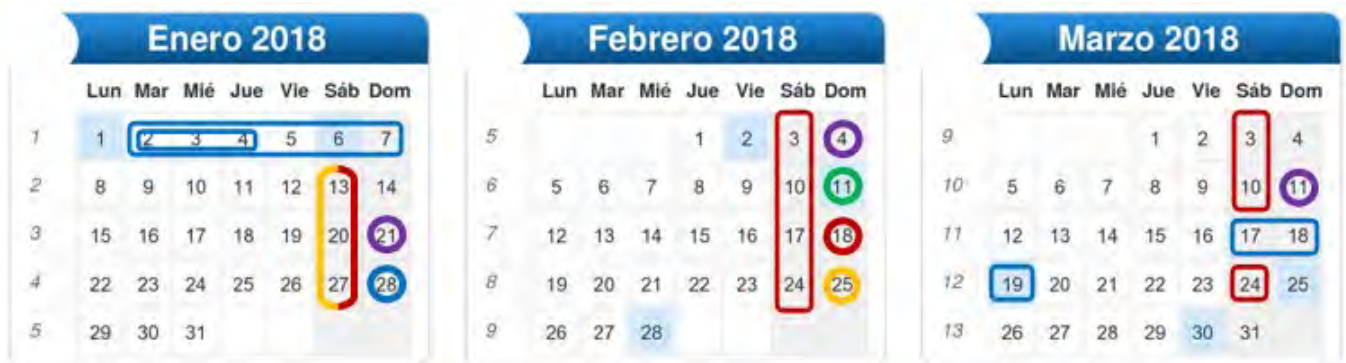 Enero 2018
Lun Mar Mié Jue Vie Sáb Dom
1 1 2 3 4 5 6 7
2 8 9 10 11 12 13 14
3 15 16 17 18 19 20 21
4 22 23 24 25 26 27 28
5 29 30 31
Febrero 2018
Lun Mar Mié Jue Vie Sáb Dom
5 1 2 3 4
6 5 6 7 8 9 10 11
7 12 13 14 15 16 17 18
8 19 20 21 22 23 24 25
9 26 27 28
Marzo 2018
Lun Mar Mié Jue Vie Sáb Dom
9 1 2 3 4
10 5 6 7 8 9 10 11
11 12 13 14 15 16 17 18
12 19 20 21 22 23 24 25
13 26 27 28 29 30 31